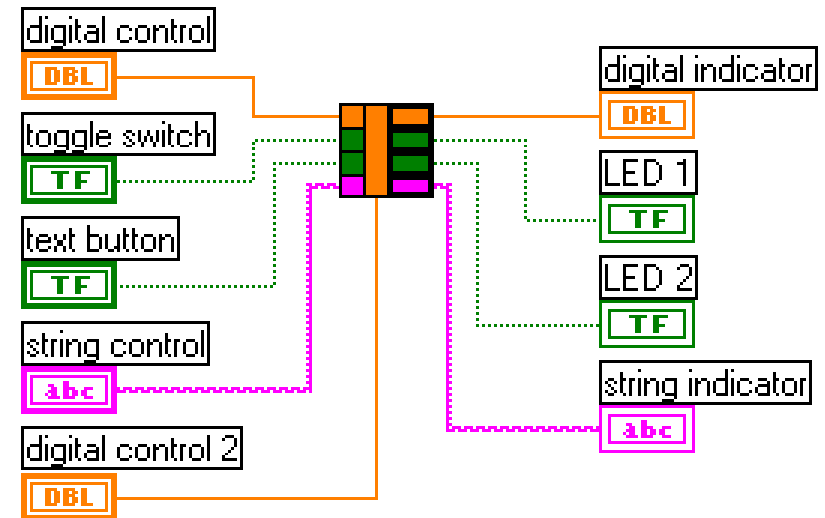 digital control
DBL
toggle switch
TF
text button
TF
string control
abc
digital control 2
DBL
digital indicator
DBL
LED 1
TF
LED 2
TF
string indicator
abc